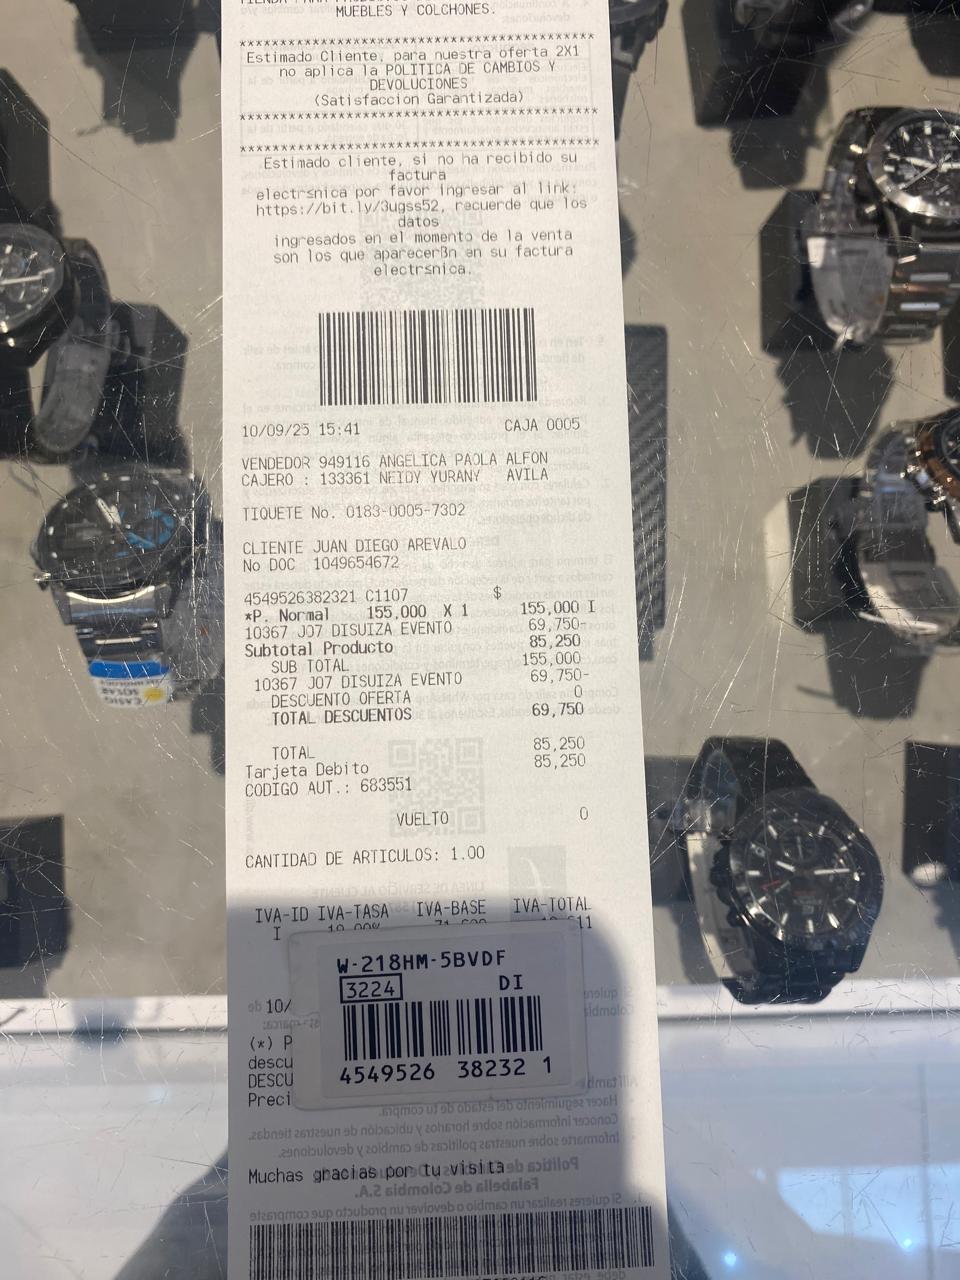 MUEBLES Y COLCHONES.
****************************************
Estimado Cliente, para nuestra oferta 2X1
no aplica la POLITICA DE CAMBIOS Y
DEVOLUCIONES
(Satisfaccion Garantizada)
****************************************
****************************************
Estimado cliente, si no ha recibido su
factura
electrsnica por favor ingresar al link:
https://bit.ly/3ugss52, recuerde que los
datos
ingresados en el momento de la venta
son los que aparecerßn en su factura
electrsnica.
10/09/25 15:41 CAJA 0005
VENDEDOR 949116 ANGELICA PAOLA ALFON
CAJERO : 133361 NEIDY YURANY AVILA
TIQUETE No. 0183-0005-7302
CLIENTE JUAN DIEGO AREVALO
No DOC 1049654672
4549526382321 C1107 $
*P. Normal 155,000 X 1 155,000 I
10367 J07 DISUIZA EVENTO 69,750-
Subtotal Producto 85,250
SUB TOTAL 155,000
10367 J07 DISUIZA EVENTO 69,750-
DESCUENTO OFERTA 0
TOTAL DESCUENTOS 69,750
TOTAL 85,250
Tarjeta Debito 85,250
CODIGO AUT.: 683551
VUELTO 0
CANTIDAD DE ARTICULOS: 1.00
IVA-ID IVA-TASA IVA-BASE IVA-TOTAL
I
W-218HM-5BVDF
3224 DI
4549526 38232 1
10/
(*) P
descu
DESCU
Preci
Muchas gracias por tu visita
CASIO